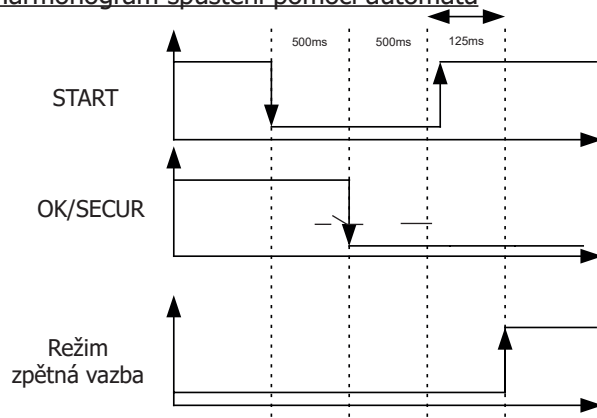 harmonogram spuštění pomocí automatu
500ms
500ms
125ms
START
OK/SECUR
Režim
zpětná vazba